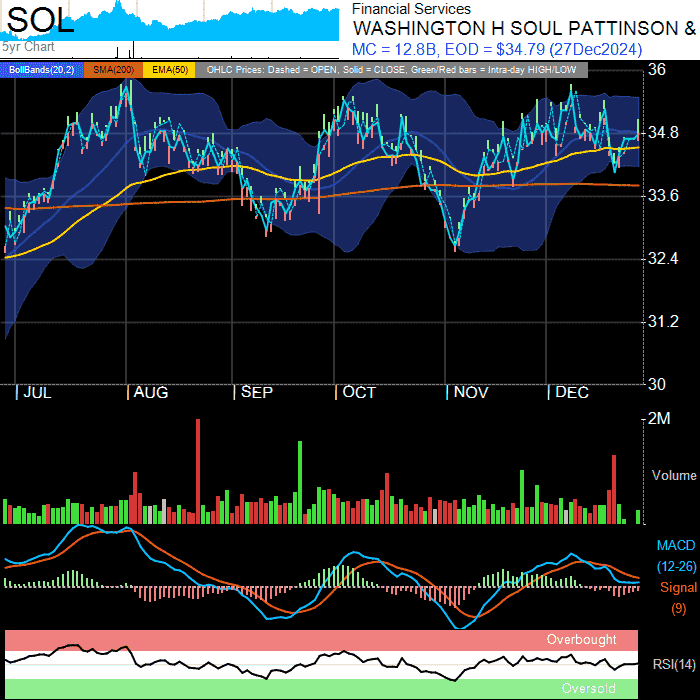 SOL
5yr Chart
Financial Services
WASHINGTON H SOUL PATTINSON &
MC = 12.8B, EOD = $34.79 (27Dec2024)
BollBands(20,2) SMA(200) EMA(50) OHLC Prices: Dashed = OPEN, Solid = CLOSE, Green/Red bars = Intra-day HIGH/LOW
36
34.8
33.6
32.4
31.2
30
JUL AUG SEP OCT NOV DEC
2M
Volume
MACD
(12-26)
Signal
(9)
Overbought
RSI(14)
Oversold